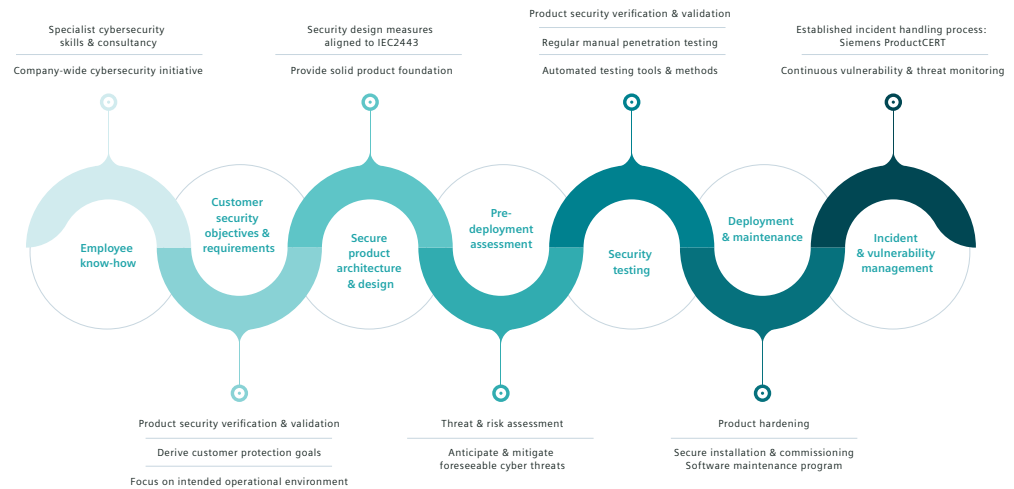 Specialist cybersecurity
skills & consultancy
Company-wide cybersecurity initiative
Security design measures
aligned to IEC2443
Provide solid product foundation
Product security verification & validation
Regular manual penetration testing
Automated testing tools & methods
Established incident handling process:
Siemens ProductCERT
Continuous vulnerability & threat monitoring
Employee
know-how
Customer
security
objectives &
requirements
Secure
product
architecture
& design
Pre-
deployment
assessment
Security
testing
Deployment
& maintenance
Incident
& vulnerability
management
Product security verification & validation
Derive customer protection goals
Focus on intended operational environment
Threat & risk assessment
Anticipate & mitigate
foreseeable cyber threats
Product hardening
Secure installation & commissioning
Software maintenance program